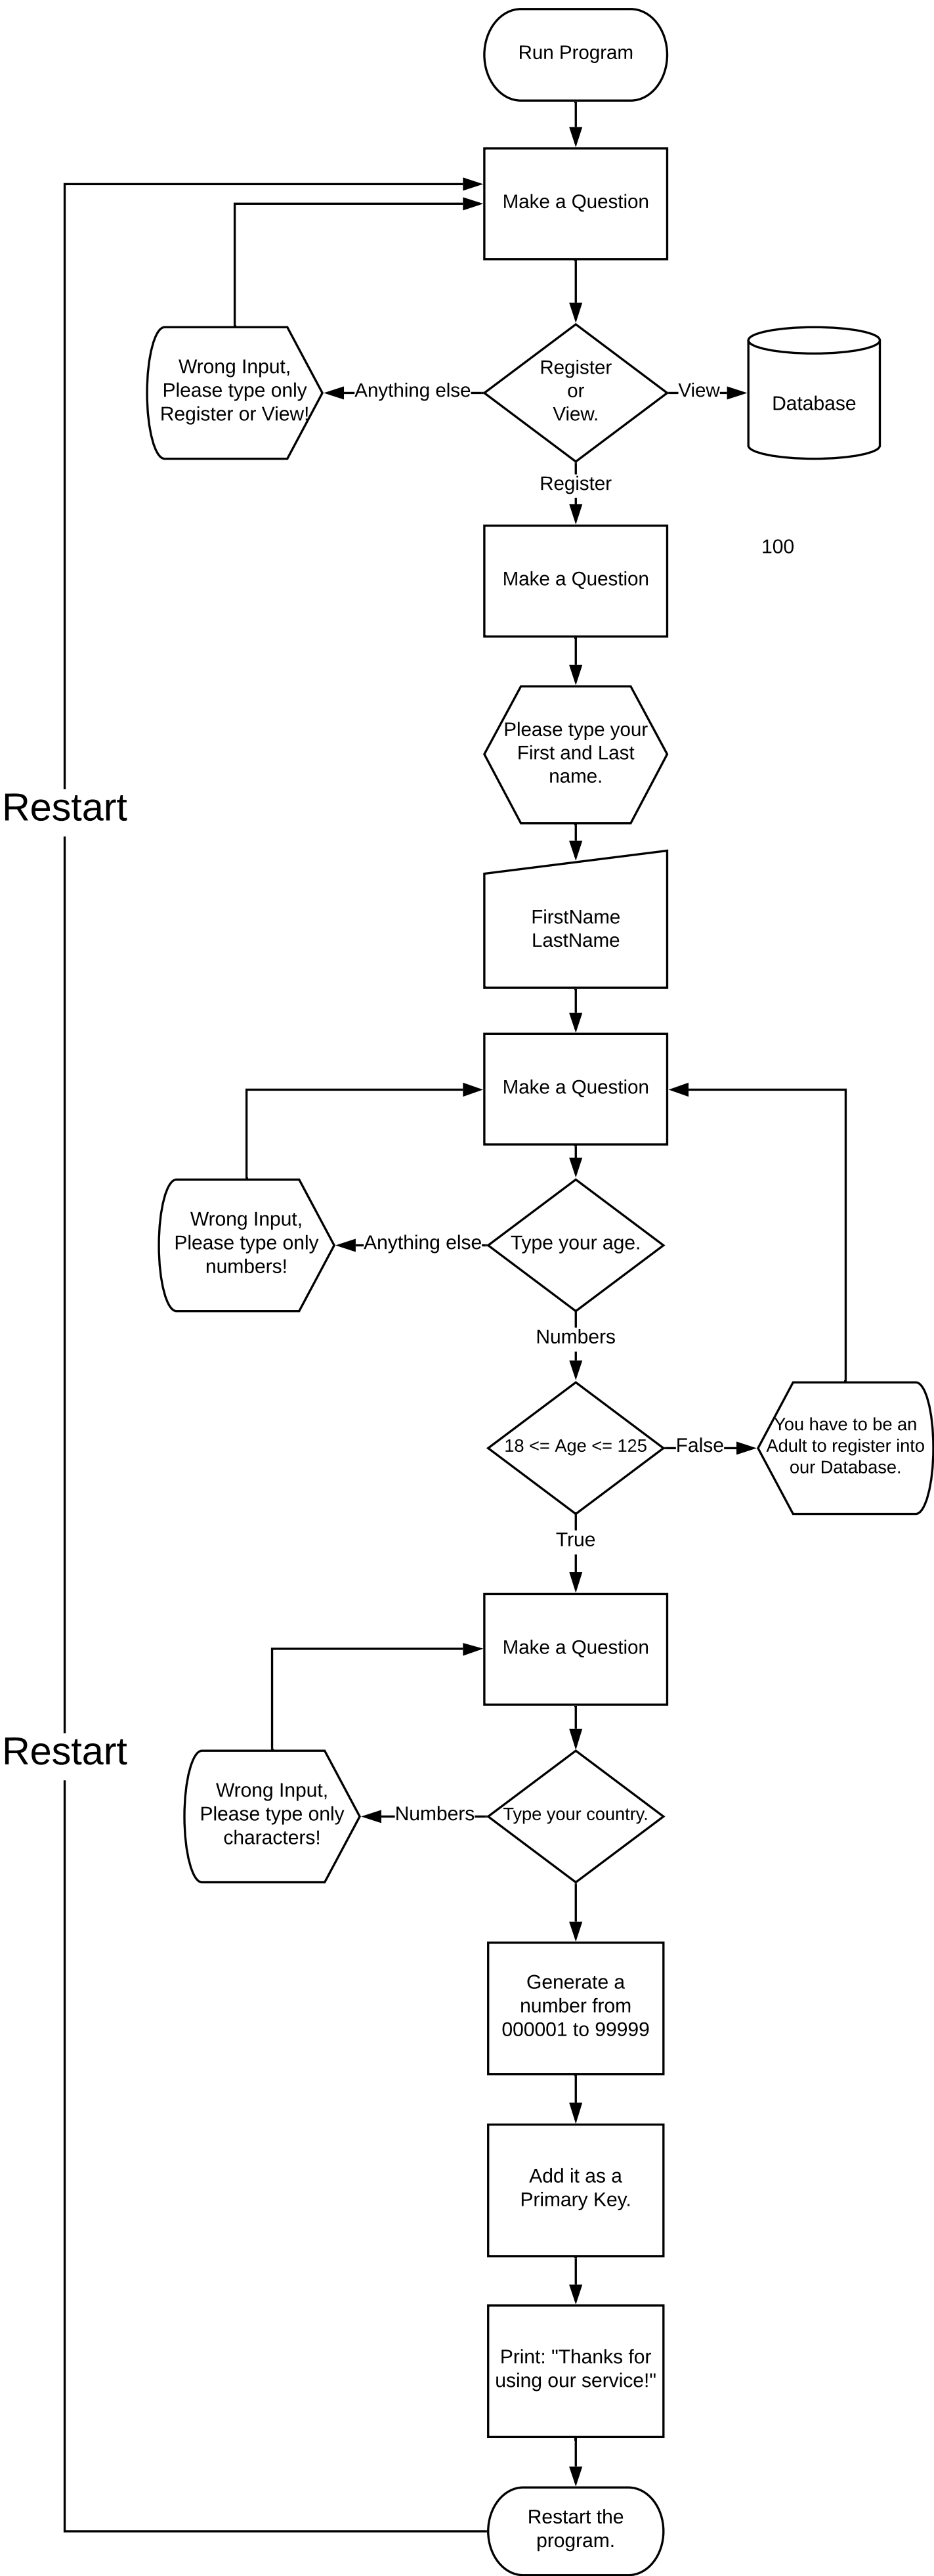 Run Program
Make a Question
Register
or
View.
Anything else
Wrong Input,
Please type only
Register or View!
View
Database
Register
100
Make a Question
Please type your
First and Last
name.
Restart
FirstName
LastName
Make a Question
Type your age.
Anything else
Wrong Input,
Please type only
numbers!
Numbers
18 <= Age <= 125
False
You have to be an
Adult to register into
our Database.
True
Make a Question
Restart
Type your country.
Numbers
Wrong Input,
Please type only
characters!
Generate a
number from
000001 to 99999
Add it as a
Primary Key.
Print: "Thanks for
using our service!"
Restart the
program.